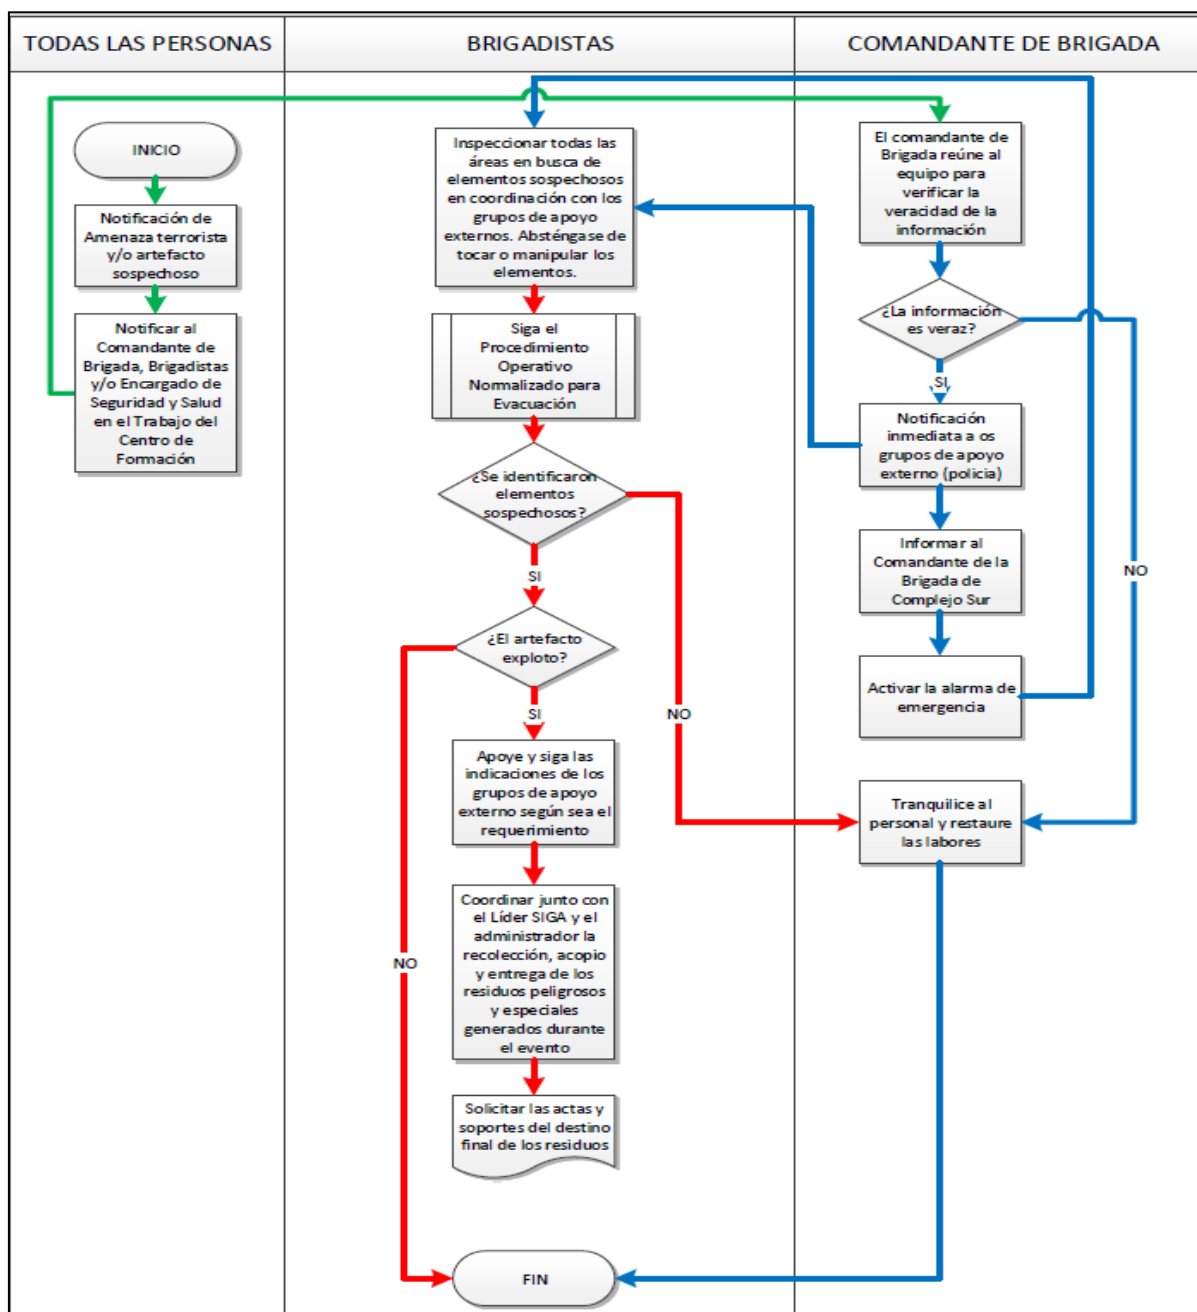 TODAS LAS PERSONAS
BRIGADISTAS
COMANDANTE DE BRIGADA
INICIO
Notificación de
Amenaza terrorista
y/o artefacto
sospechoso
Notificar al
Comandante de
Brigada, Brigadistas
y/o Encargado de
Seguridad y Salud
en el Trabajo del
Centro de
Formación
Inspeccionar todas las
áreas en busca de
elementos sospechosos
en coordinación con los
grupos de apoyo
externos. Absténgase de
tocar o manipular los
elementos.
Siga el
Procedimiento
Operativo
Normalizado para
Evacuación
¿Se identificaron
elementos
sospechosos?
SI
NO
¿El artefacto
exploto?
SI
NO
Apoye y siga las
indicaciones de los
grupos de apoyo
externo según sea el
requerimiento
Coordinar junto con
el Líder SIGA y el
administrador la
recolección, acopio
y entrega de los
residuos peligrosos
y especiales
generados durante
el evento
Solicitar las actas y
soportes del destino
final de los residuos
FIN
El comandante de
Brigada reúne al
equipo para
verificar la
veracidad de la
información
¿La información
es veraz?
SI
NO
Notificación
inmediata a os
grupos de apoyo
externo (policia)
Informar al
Comandante de la
Brigada de
Complejo Sur
Activar la alarma de
emergencia
Tranquilice al
personal y restaure
las labores